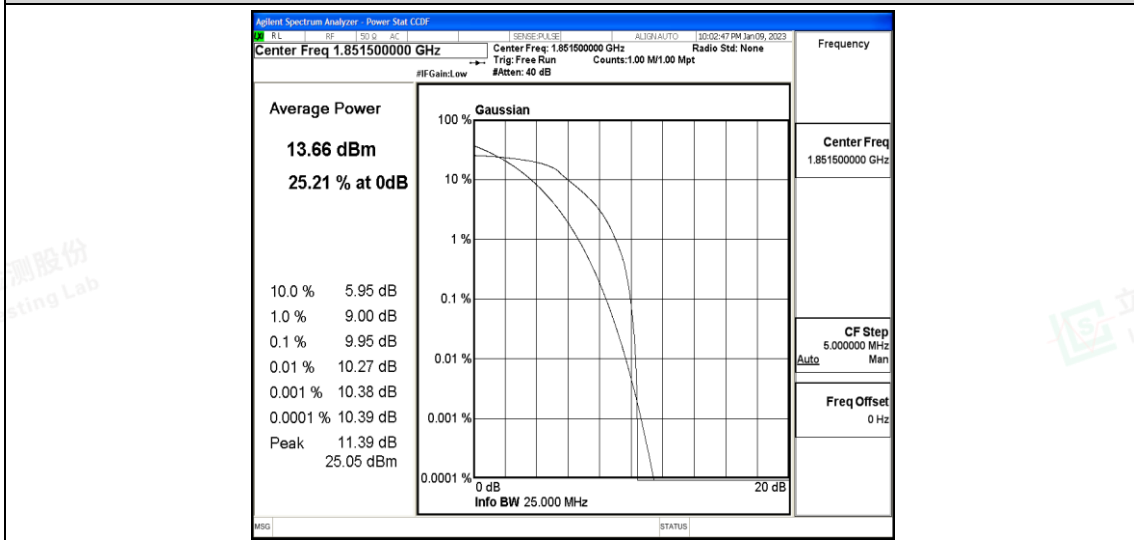 Agilent Spectrum Analyzer - Power Stat CCDF
RL RF 50 Ω AC SENSE:PULSE ALIGNAUTO 10:02:47 PM Jan 09, 2023
Center Freq 1.851500000 GHz
Center Freq: 1.851500000 GHz Radio Std: None
Trig: Free Run Counts:1.00 M/1.00 Mpt
#IFGain:Low #Atten: 40 dB
Frequency
Average Power
13.66 dBm
25.21 % at 0dB
10.0 % 5.95 dB
1.0 % 9.00 dB
0.1 % 9.95 dB
0.01 % 10.27 dB
0.001 % 10.38 dB
0.0001 % 10.39 dB
Peak 11.39 dB
25.05 dBm
Gaussian
100 %
10 %
1 %
0.1 %
0.01 %
0.001 %
0.0001 %
0 dB 20 dB
Info BW 25.000 MHz
Center Freq
1.851500000 GHz
CF Step
5.000000 MHz
Auto Man
Freq Offset
0 Hz
MSG STATUS
测股份
sting Lab
立